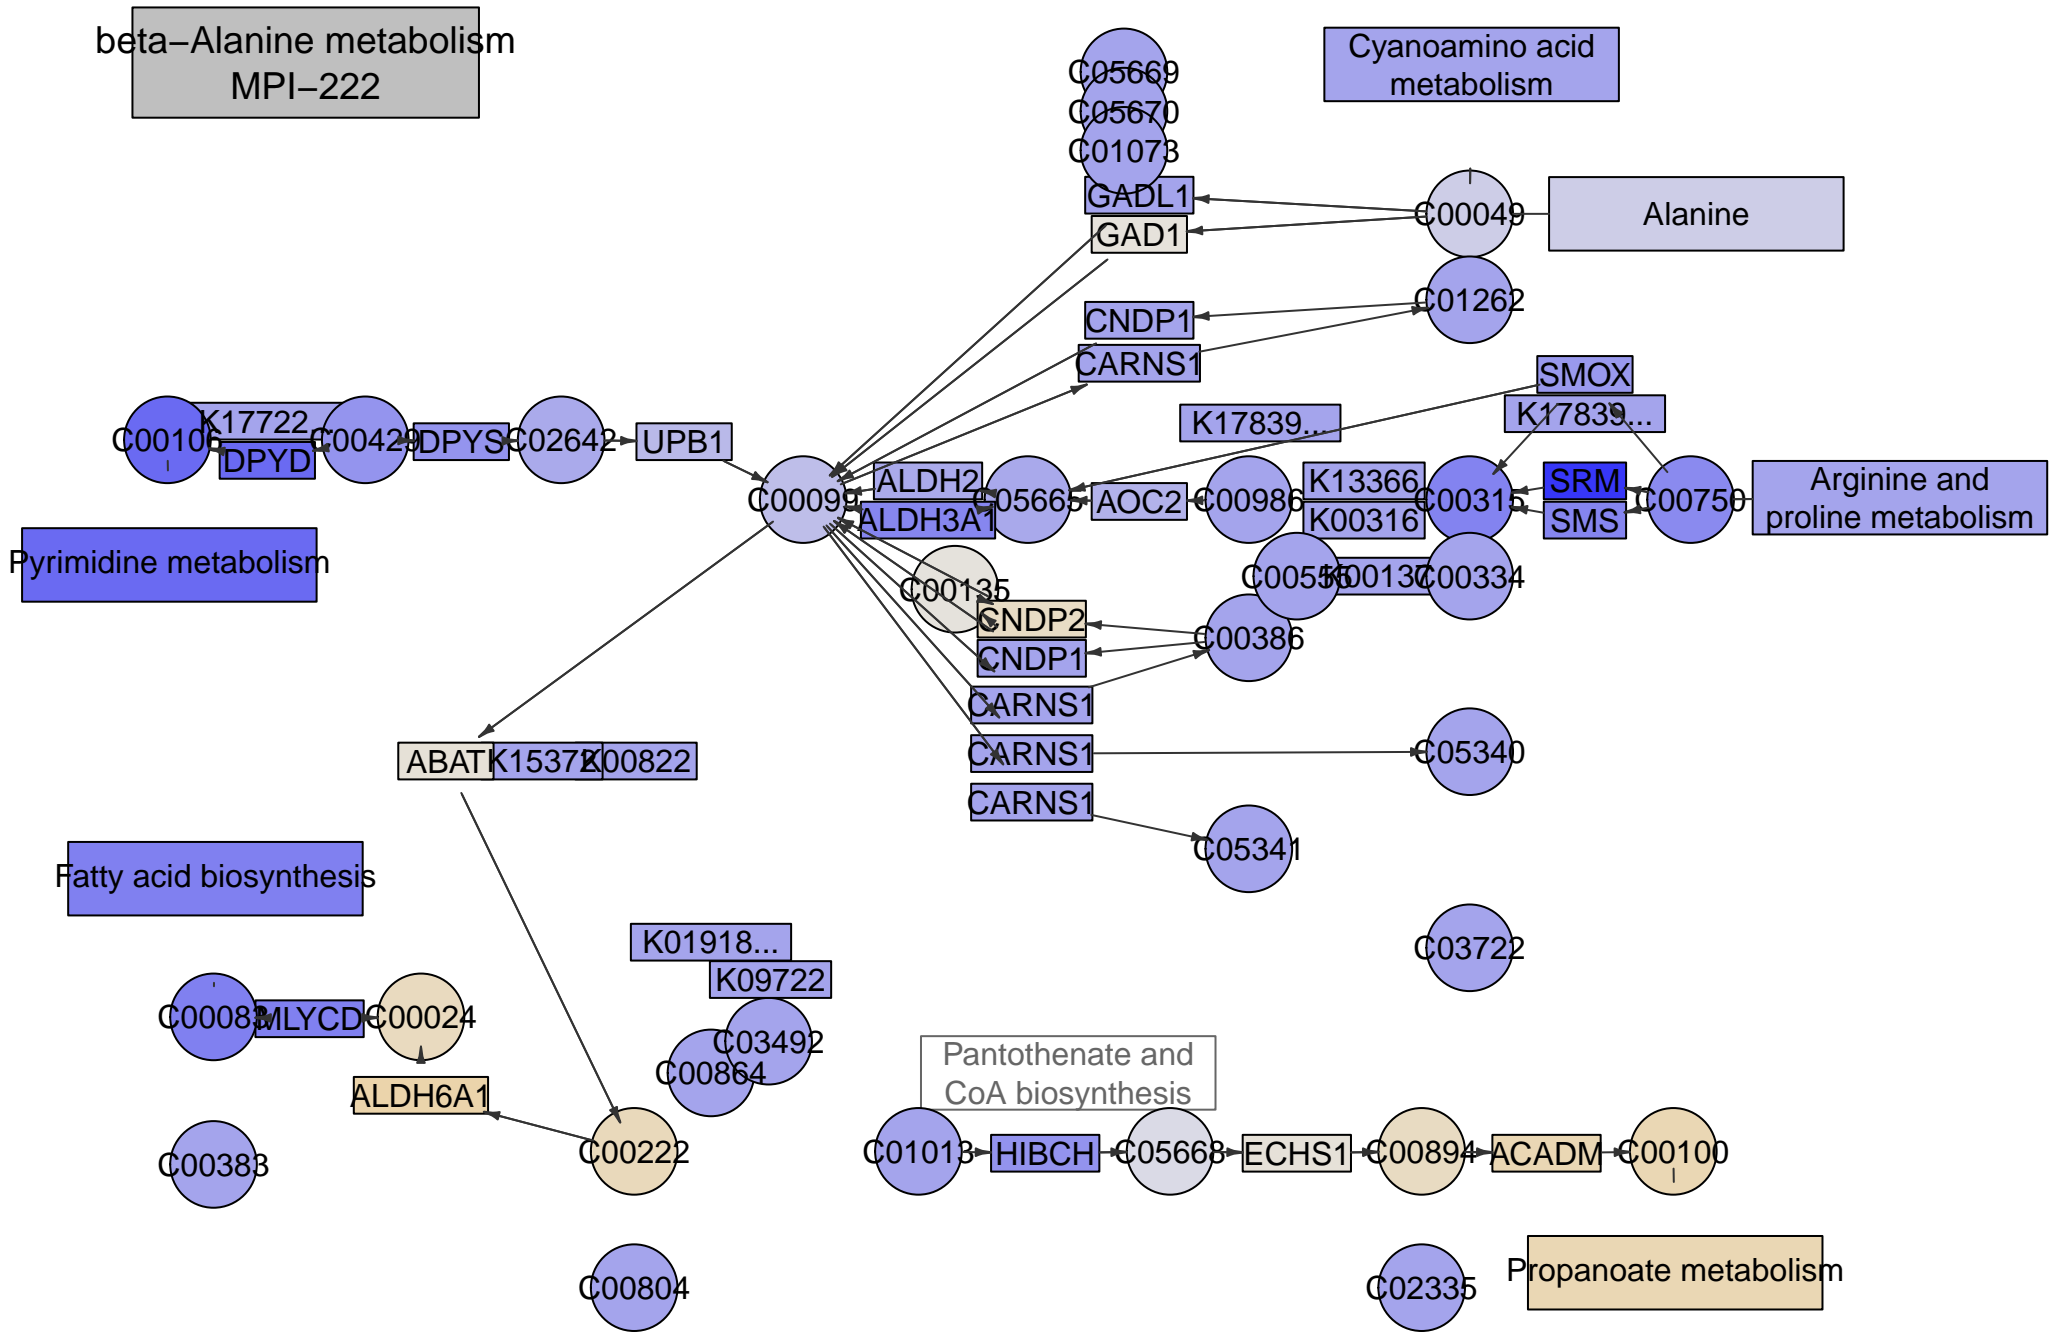 beta−Alanine metabolism
MPI−222
C05669
C05670
C01073
Cyanoamino acid
metabolism
GADL1
GAD1
C00049
Alanine
C01262
CNDP1
CARNS1
SMOX
K17839...
K17839...
C00106
K17722...
DPYD
C00429
DPYS
C02642
UPB1
C00099
ALDH2
ALDH3A1
C05665
AOC2
C00986
K13366
K00316
C00315
SRM
SMS
C00750
Arginine and
proline metabolism
Pyrimidine metabolism
C00135
C00555
K00137
C00334
CNDP2
CNDP1
C00386
CARNS1
CARNS1
CARNS1
C05340
C05341
ABAT
K15372
K00822
Fatty acid biosynthesis
K01918...
K09722
C03722
C00083
MLYCD
C00024
C03492
C00864
ALDH6A1
Pantothenate and
CoA biosynthesis
C00383
C00222
C01013
HIBCH
C05668
ECHS1
C00894
ACADM
C00100
C00804
C02335
Propanoate metabolism